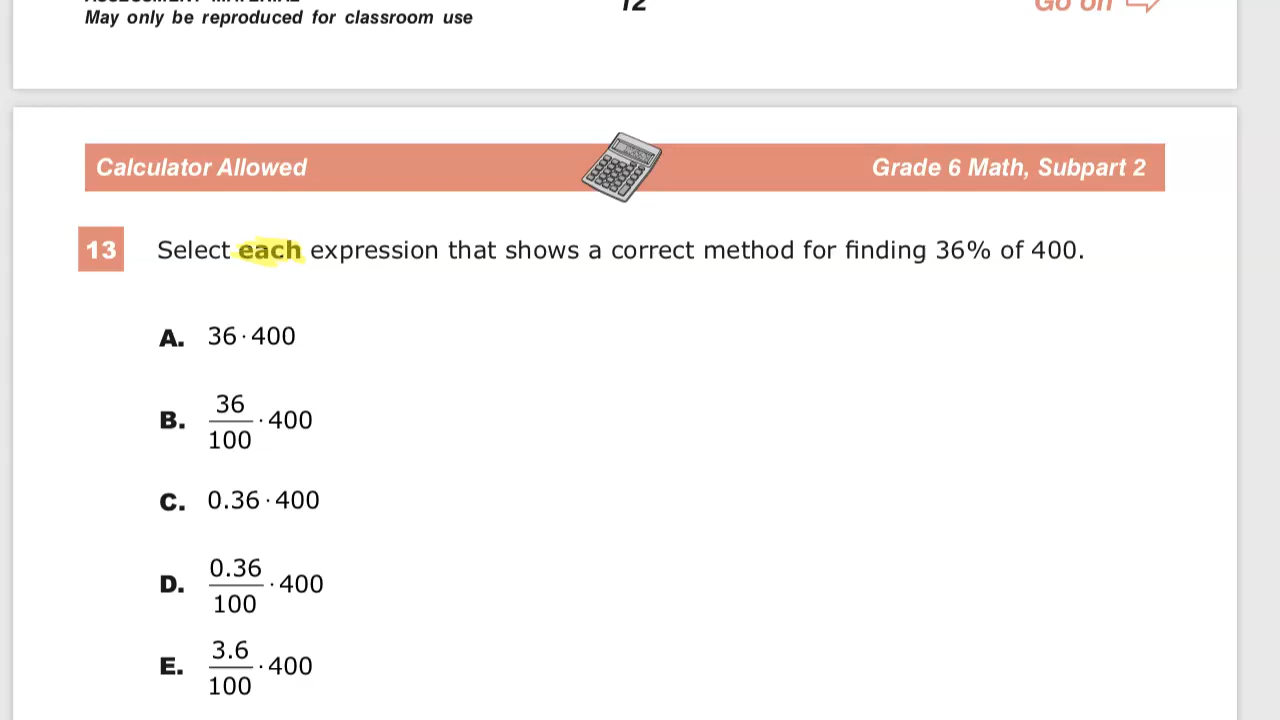 May only be reproduced for classroom use
12
Go on
Calculator Allowed
Grade 6 Math, Subpart 2
13 Select each expression that shows a correct method for finding 36% of 400.
A. 36 · 400
B. 36/100 · 400
C. 0.36 · 400
D. 0.36/100 · 400
E. 3.6/100 · 400